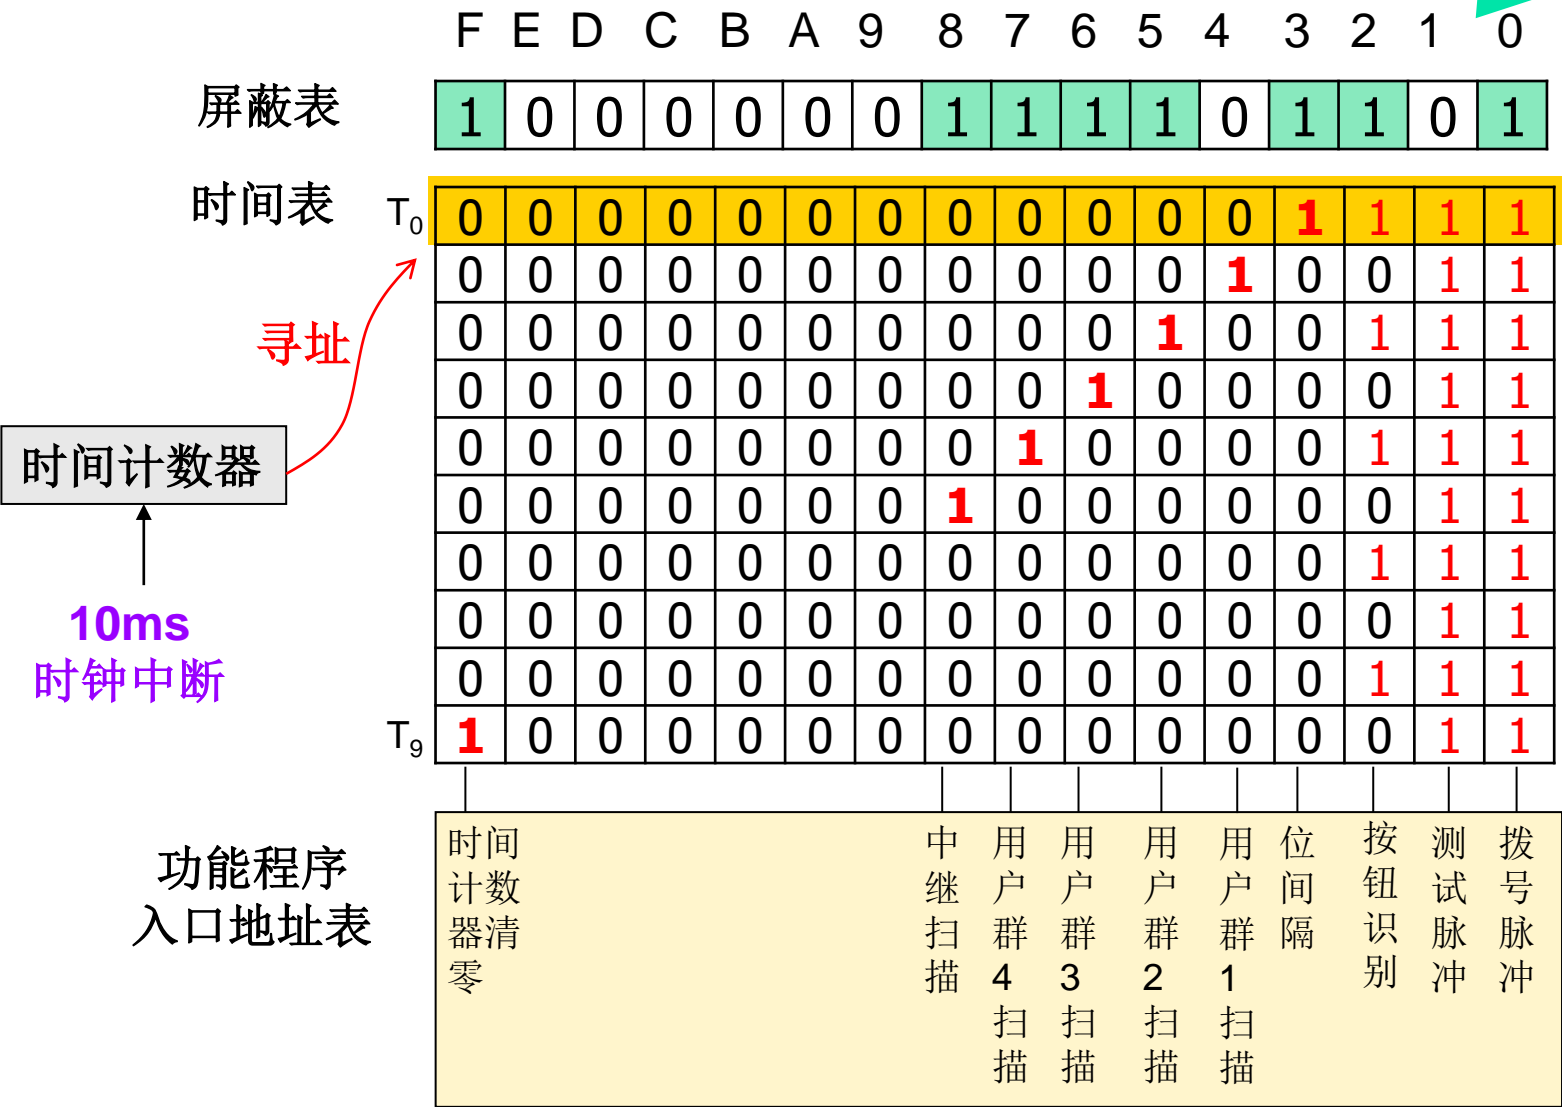 F E D C B A 9 8 7 6 5 4 3 2 1 0
屏蔽表 1 0 0 0 0 0 0 1 1 1 1 0 1 1 0 1
时间表 T0 0 0 0 0 0 0 0 0 0 0 0 0 1 1 1 1
0 0 0 0 0 0 0 0 0 0 0 1 0 0 1 1
0 0 0 0 0 0 0 0 0 0 1 0 0 1 1 1
0 0 0 0 0 0 0 0 0 1 0 0 0 0 1 1
0 0 0 0 0 0 0 0 1 0 0 0 0 1 1 1
0 0 0 0 0 0 0 1 0 0 0 0 0 0 1 1
0 0 0 0 0 0 0 0 0 0 0 0 0 1 1 1
0 0 0 0 0 0 0 0 0 0 0 0 0 0 1 1
0 0 0 0 0 0 0 0 0 0 0 0 0 1 1 1
T9 1 0 0 0 0 0 0 0 0 0 0 0 0 0 1 1
寻址
时间计数器
10ms
时钟中断
功能程序
入口地址表
时间
计数
器清
零
中继扫描
用户群4扫描
用户群3扫描
用户群2扫描
用户群1扫描
位间隔
按钮识别
测试脉冲
拨号脉冲